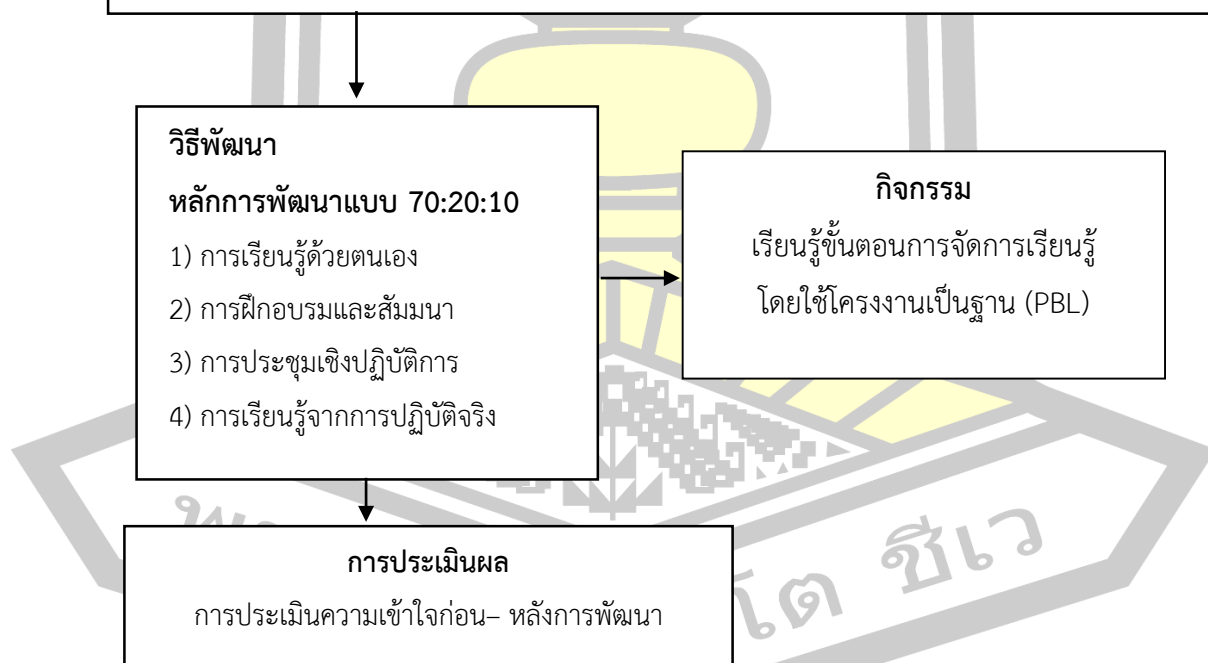 วิธีพัฒนา
หลักการพัฒนาแบบ 70:20:10
1) การเรียนรู้ด้วยตนเอง
2) การฝึกอบรมและสัมมนา
3) การประชุมเชิงปฏิบัติการ
4) การเรียนรู้จากการปฏิบัติจริง
กิจกรรม
เรียนรู้ขั้นตอนการจัดการเรียนรู้
โดยใช้โครงงานเป็นฐาน (PBL)
การประเมินผล
การประเมินความเข้าใจก่อน– หลังการพัฒนา
โต ชีเว